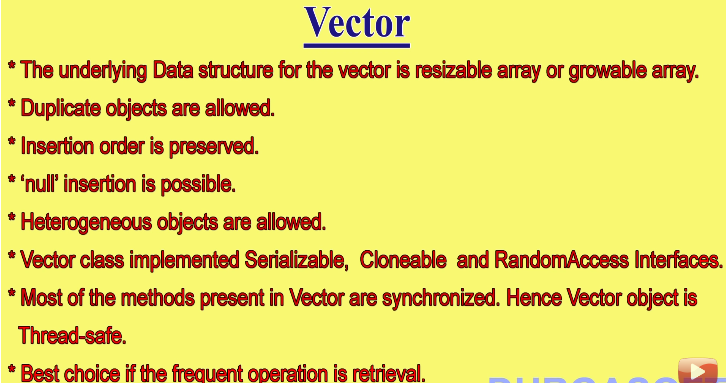 Vector
* The underlying Data structure for the vector is resizable array or growable array.
* Duplicate objects are allowed.
* Insertion order is preserved.
* ‘null’ insertion is possible.
* Heterogeneous objects are allowed.
* Vector class implemented Serializable, Cloneable and RandomAccess Interfaces.
* Most of the methods present in Vector are synchronized. Hence Vector object is
Thread-safe.
* Best choice if the frequent operation is retrieval.